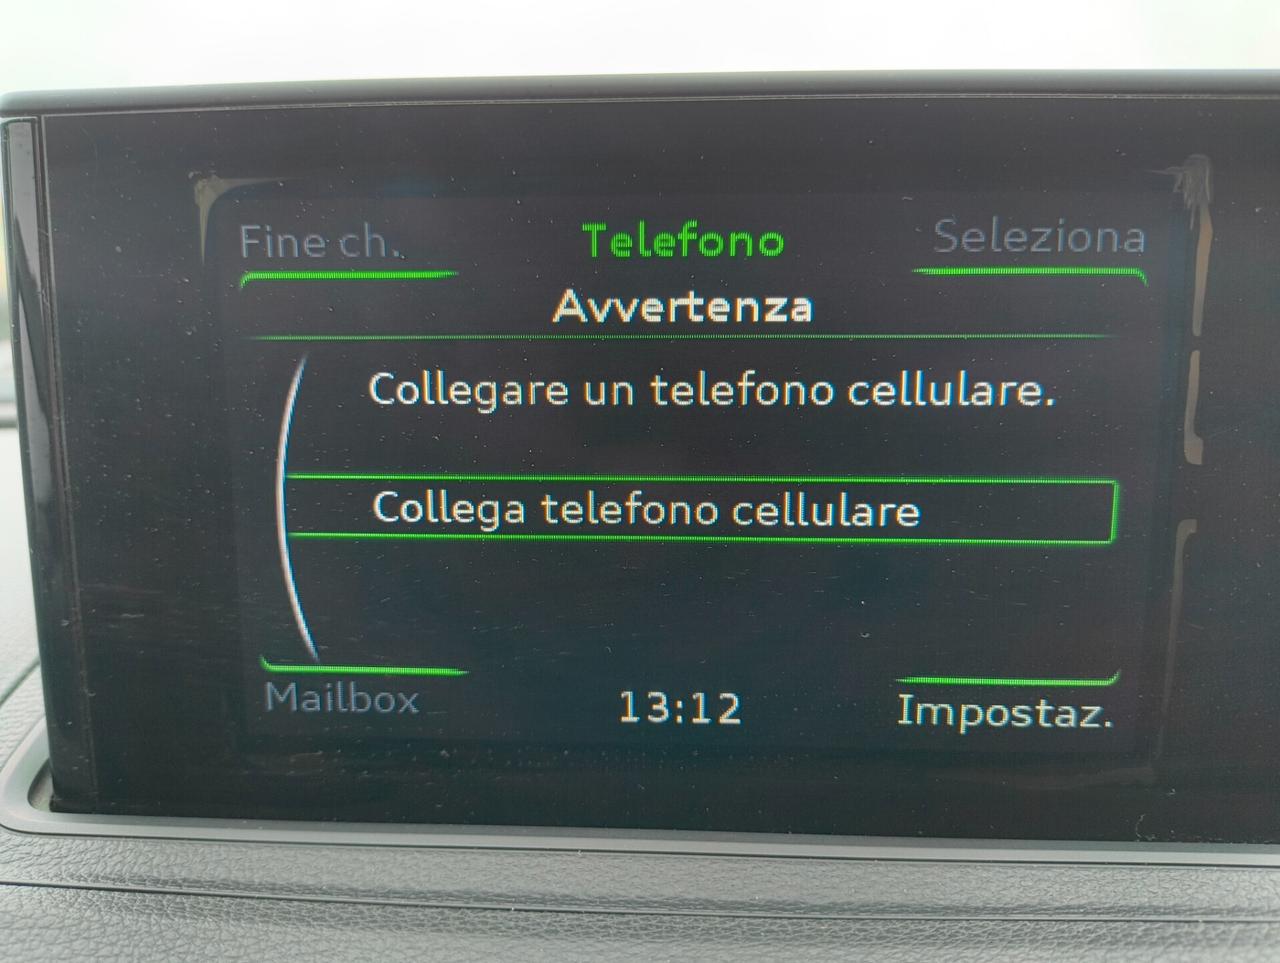 Fine ch. Telefono Seleziona
Avvertenza
Collegare un telefono cellulare.
Collega telefono cellulare
Mailbox 13:12 Impostaz.